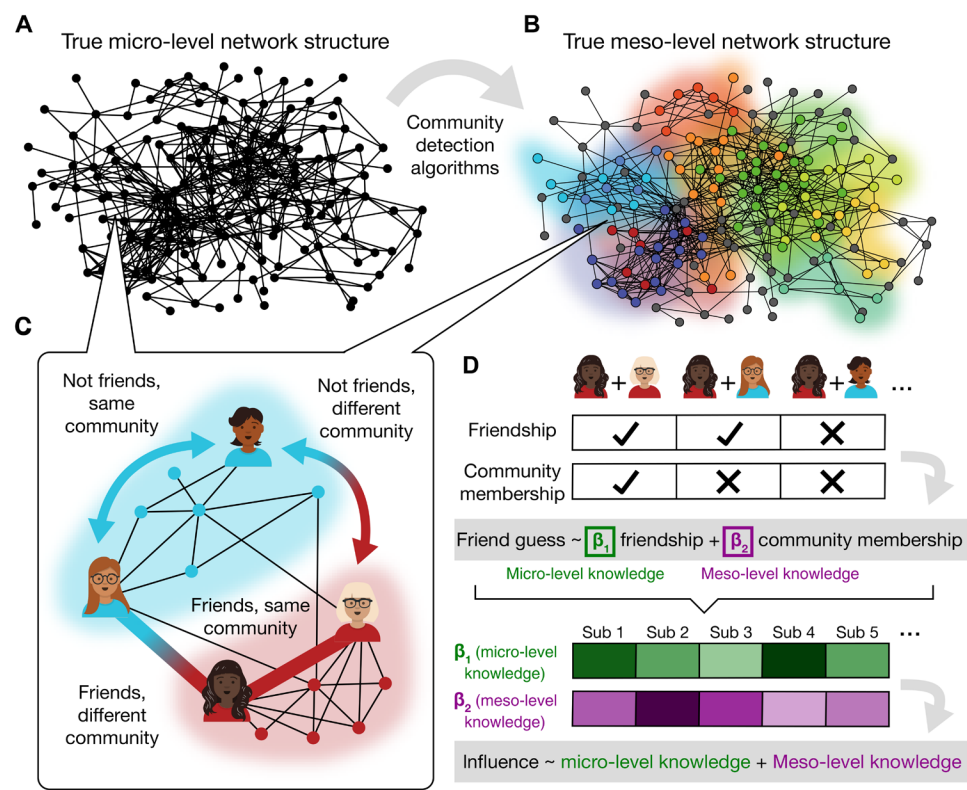 A
True micro-level network structure
Community
detection
algorithms
B
True meso-level network structure
C
Not friends,
same
community
Not friends,
different
community
Friends, same
community
Friends,
different
community
D
+ + + ...
Friendship ✓ ✓ ✕
Community
membership ✓ ✕ ✕
Friend guess ~ β1 friendship + β2 community membership
Micro-level knowledge Meso-level knowledge
Sub 1 Sub 2 Sub 3 Sub 4 Sub 5 ...
β1 (micro-level
knowledge)
β2 (meso-level
knowledge)
Influence ~ micro-level knowledge + Meso-level knowledge